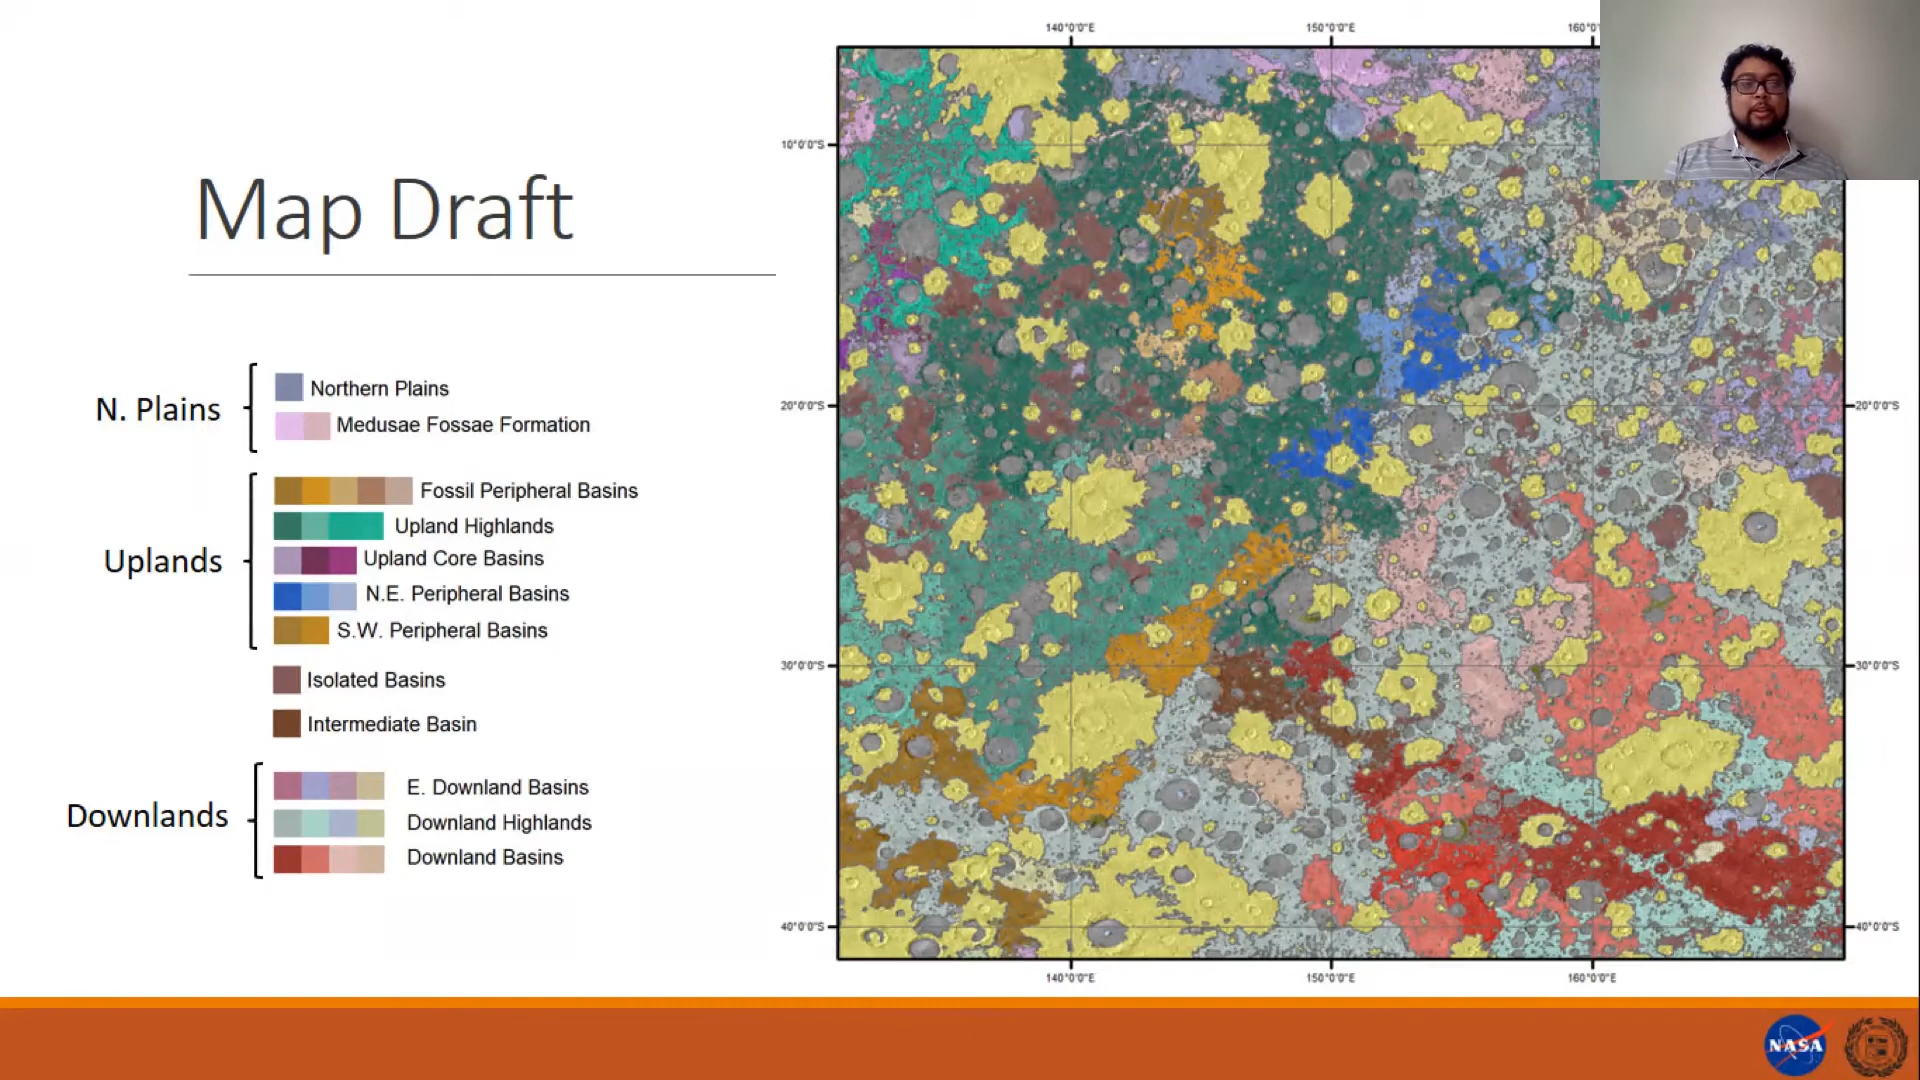 Map Draft
N. Plains
Northern Plains
Medusae Fossae Formation
Uplands
Fossil Peripheral Basins
Upland Highlands
Upland Core Basins
N.E. Peripheral Basins
S.W. Peripheral Basins
Isolated Basins
Intermediate Basin
Downlands
E. Downland Basins
Downland Highlands
Downland Basins
140°0'0"E 150°0'0"E 160°0'
10°0'0"S
20°0'0"S 20°0'0"S
30°0'0"S 30°0'0"S
40°0'0"S 40°0'0"S
140°0'0"E 150°0'0"E 160°0'0"E
NASA